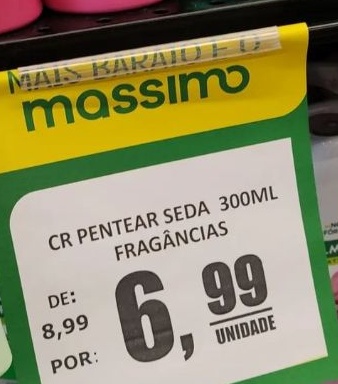 MAIS BARATO É O
massimo
CR PENTEAR SEDA 300ML
FRAGÂNCIAS
DE:
8,99
POR:
6,99
UNIDADE